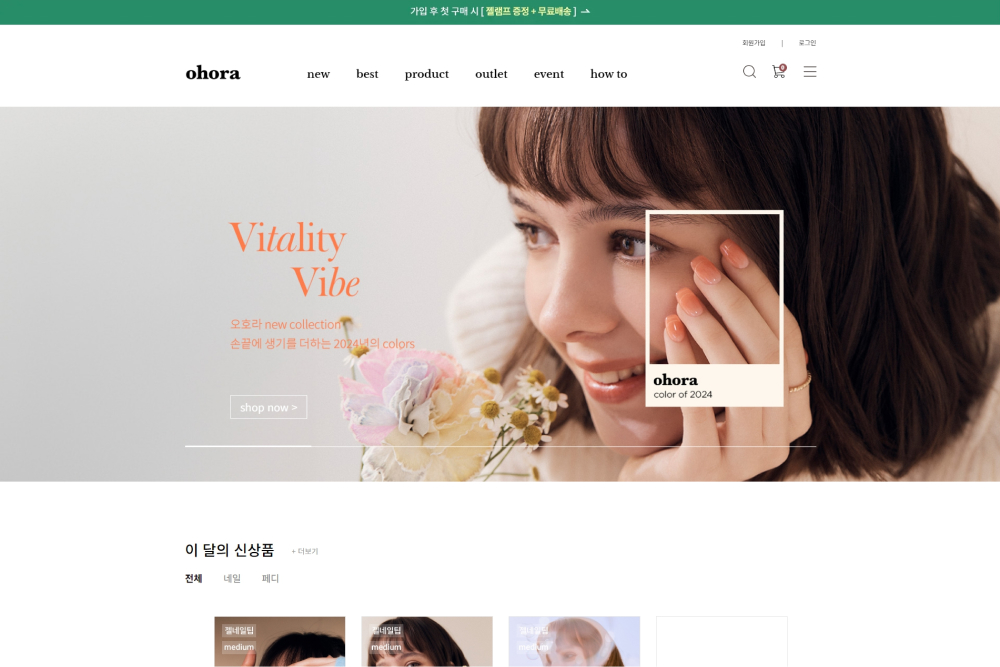 가입 후 첫 구매 시 [ 젤램프 증정 + 무료배송 ] →
회원가입 | 로그인
ohora new best product outlet event how to
0
Vitality
Vibe
오호라 new collection
손끝에 생기를 더하는 2024년의 colors
shop now >
ohora
color of 2024
이 달의 신상품 + 더보기
전체 네일 페디
젤네일팁 젤네일팁 젤네일팁
medium medium medium